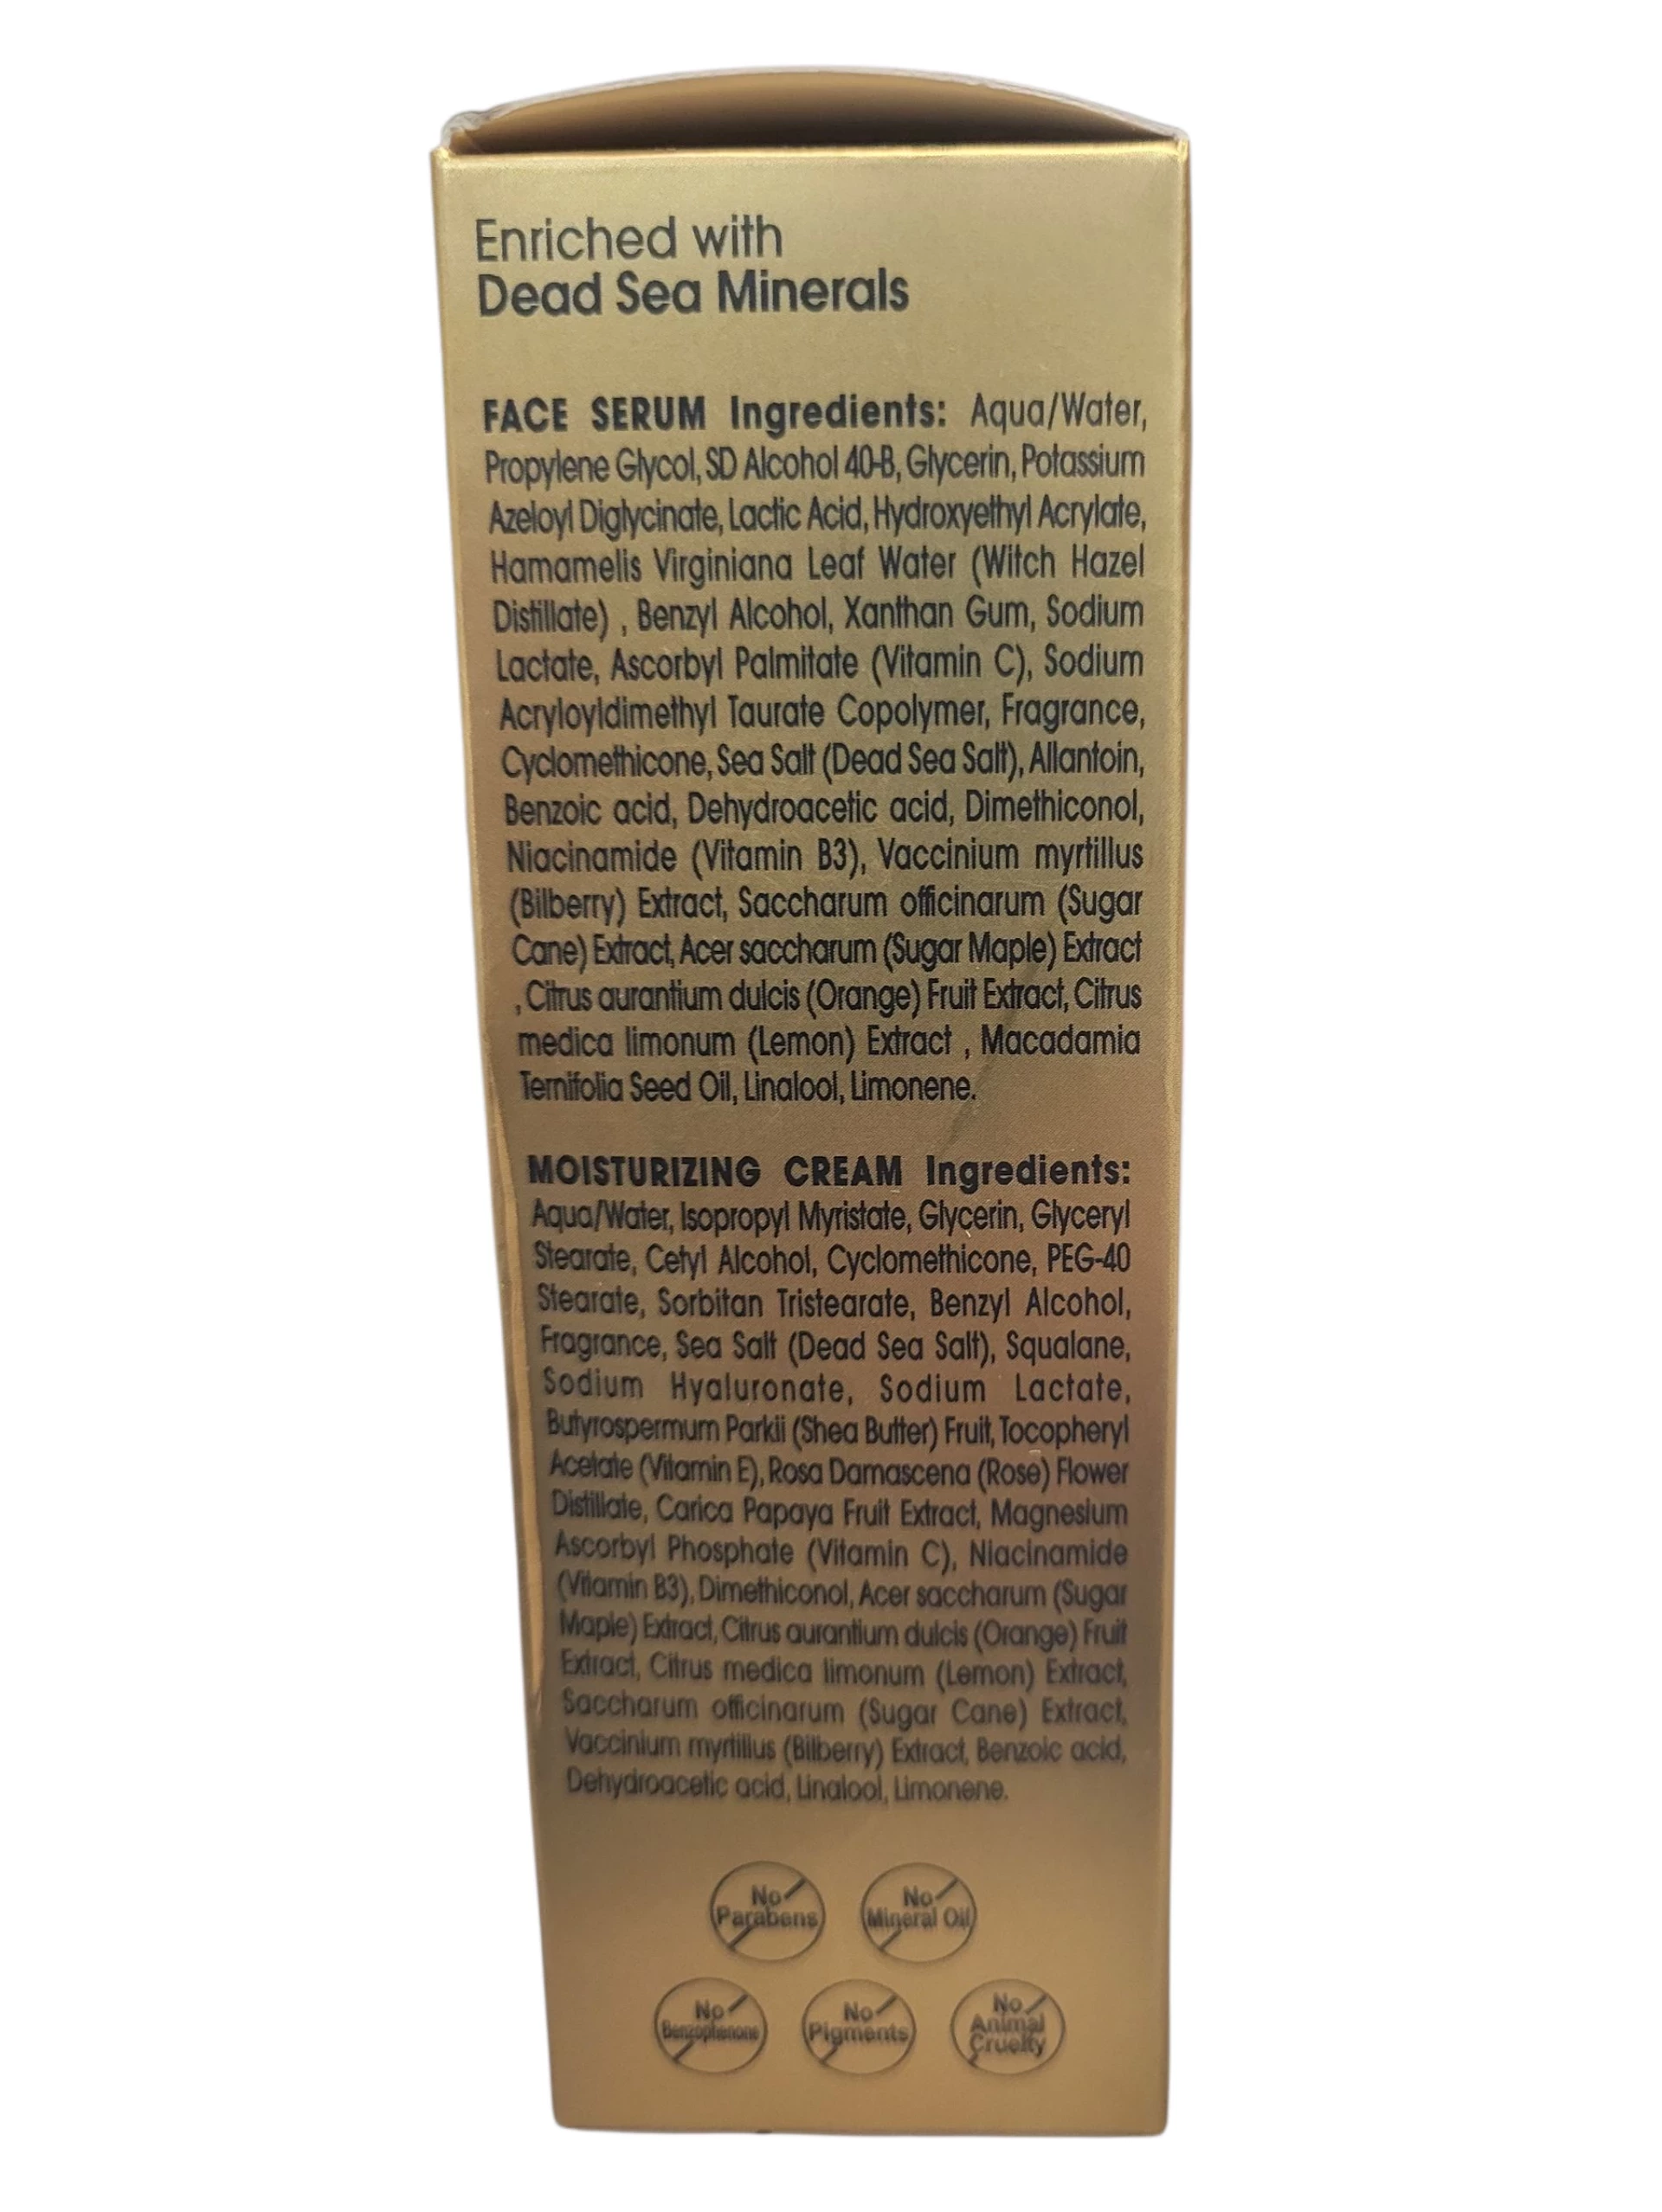 Enriched with
Dead Sea Minerals
FACE SERUM Ingredients: Aqua/Water,
Propylene Glycol, SD Alcohol 40-B, Glycerin, Potassium
Azeloyl Diglycinate, Lactic Acid, Hydroxyethyl Acrylate,
Hamamelis Virginiana Leaf Water (Witch Hazel
Distillate) , Benzyl Alcohol, Xanthan Gum, Sodium
Lactate, Ascorbyl Palmitate (Vitamin C), Sodium
Acryloyldimethyl Taurate Copolymer, Fragrance,
Cyclomethicone, Sea Salt (Dead Sea Salt), Allantoin,
Benzoic acid, Dehydroacetic acid, Dimethiconol,
Niacinamide (Vitamin B3), Vaccinium myrtillus
(Bilberry) Extract, Saccharum officinarum (Sugar
Cane) Extract, Acer saccharum (Sugar Maple) Extract
, Citrus aurantium dulcis (Orange) Fruit Extract, Citrus
medica limonum (Lemon) Extract , Macadamia
Ternifolia Seed Oil, Linalool, Limonene.
MOISTURIZING CREAM Ingredients:
Aqua/Water, Isopropyl Myristate, Glycerin, Glyceryl
Stearate, Cetyl Alcohol, Cyclomethicone, PEG-40
Stearate, Sorbitan Tristearate, Benzyl Alcohol,
Fragrance, Sea Salt (Dead Sea Salt), Squalane,
Sodium Hyaluronate, Sodium Lactate,
Butyrospermum Parkii (Shea Butter) Fruit, Tocopheryl
Acetate (Vitamin E), Rosa Damascena (Rose) Flower
Distillate, Carica Papaya Fruit Extract, Magnesium
Ascorbyl Phosphate (Vitamin C), Niacinamide
(Vitamin B3), Dimethiconol, Acer saccharum (Sugar
Maple) Extract, Citrus aurantium dulcis (Orange) Fruit
Extract, Citrus medica limonum (Lemon) Extract,
Saccharum officinarum (Sugar Cane) Extract,
Vaccinium myrtillus (Bilberry) Extract, Benzoic acid,
Dehydroacetic acid, Linalool, Limonene.
No
Parabens
No
Mineral Oil
No
Benzophenone
No
Pigments
No
Animal
Cruelty